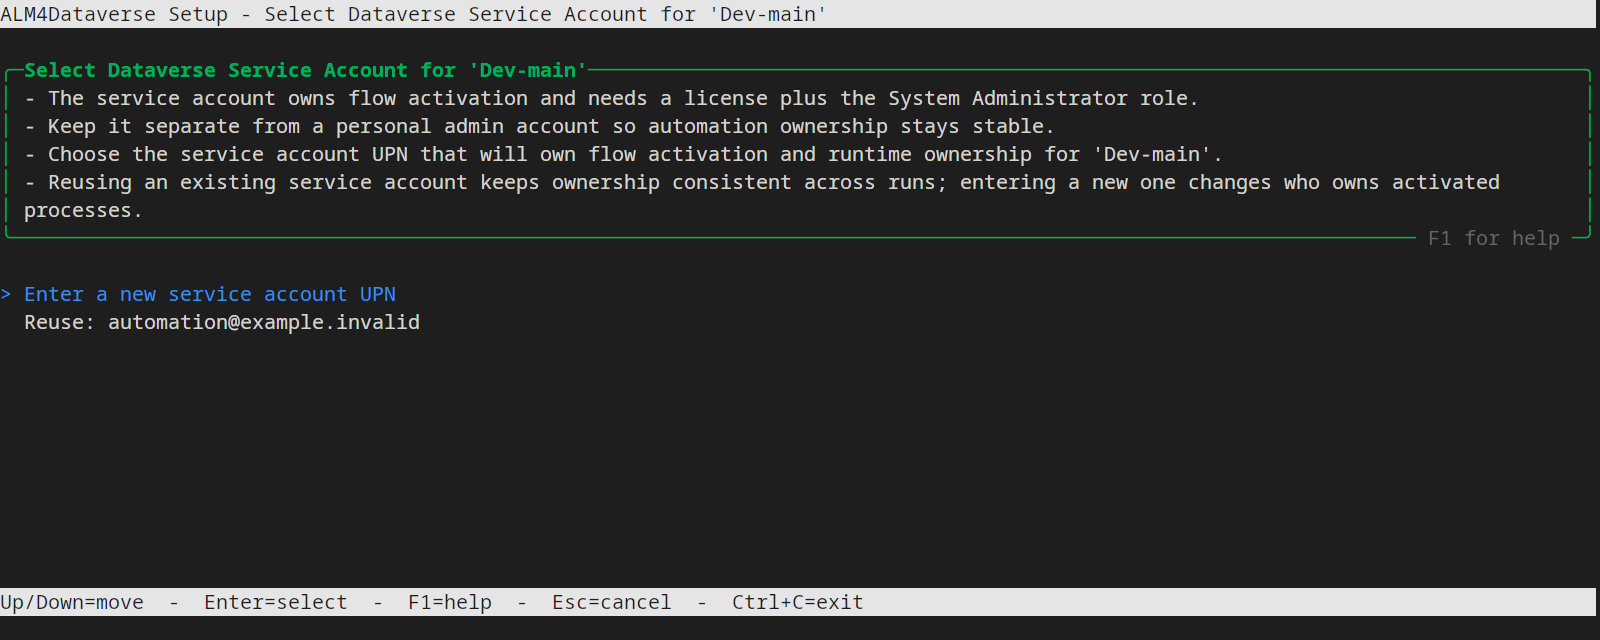 ALM4Dataverse Setup - Select Dataverse Service Account for 'Dev-main'
Select Dataverse Service Account for 'Dev-main'
- The service account owns flow activation and needs a license plus the System Administrator role.
- Keep it separate from a personal admin account so automation ownership stays stable.
- Choose the service account UPN that will own flow activation and runtime ownership for 'Dev-main'.
- Reusing an existing service account keeps ownership consistent across runs; entering a new one changes who owns activated
processes.
F1 for help
> Enter a new service account UPN
Reuse: automation@example.invalid
Up/Down=move  -  Enter=select  -  F1=help  -  Esc=cancel  -  Ctrl+C=exit